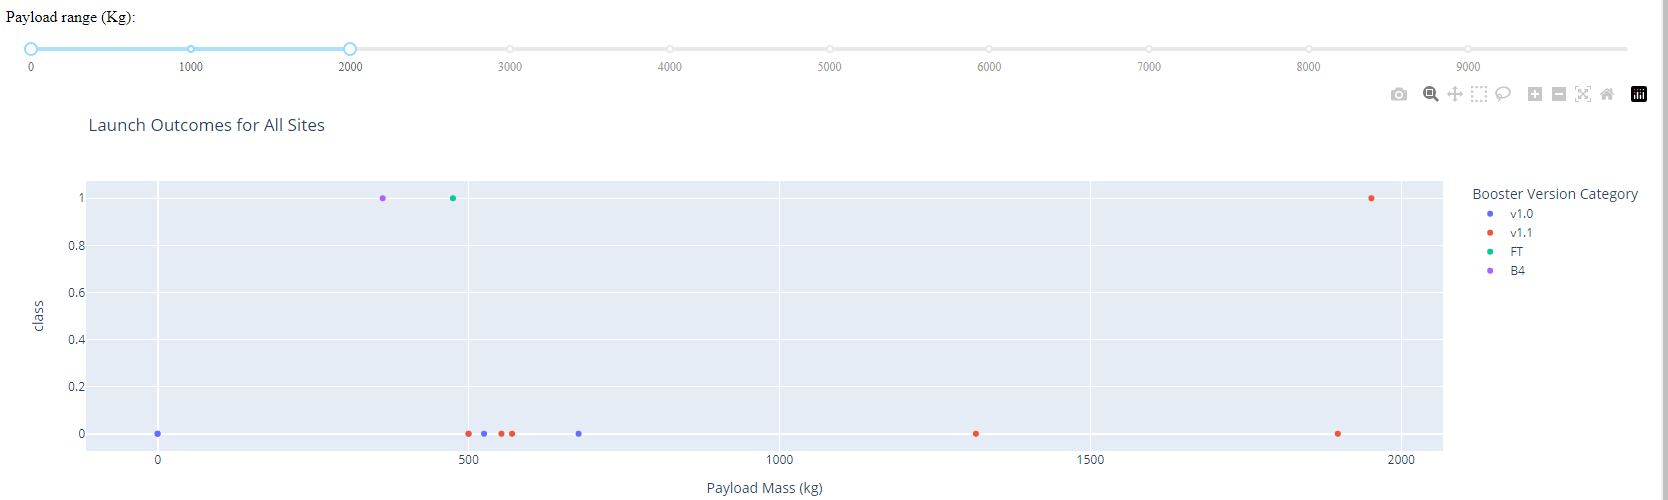 Payload range (Kg):
0 1000 2000 3000 4000 5000 6000 7000 8000 9000
Launch Outcomes for All Sites
1
0.8
0.6
0.4
0.2
0
class
0 500 1000 1500 2000
Payload Mass (kg)
Booster Version Category
v1.0
v1.1
FT
B4